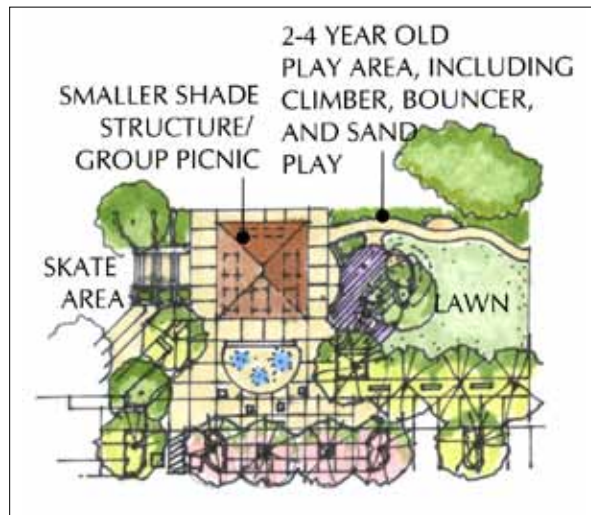 2-4 YEAR OLD
PLAY AREA, INCLUDING
CLIMBER, BOUNCER,
AND SAND
PLAY
SMALLER SHADE
STRUCTURE/
GROUP PICNIC
SKATE
AREA
LAWN